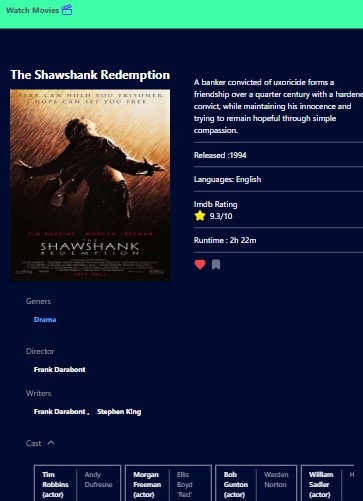 Watch Movies
The Shawshank Redemption
FEAR CAN HOLD YOU PRISONER.
HOPE CAN SET YOU FREE.
TIM ROBBINS MORGAN FREEMAN
THE
SHAWSHANK
REDEMPTION
THIS FALL
A banker convicted of uxoricide forms a
friendship over a quarter century with a hardene
convict, while maintaining his innocence and
trying to remain hopeful through simple
compassion.
Released :1994
Languages: English
Imdb Rating
9.3/10
Runtime : 2h 22m
Geners
Drama
Director
Frank Darabont
Writers
Frank Darabont , Stephen King
Cast
Tim Robbins (actor)
Andy Dufresne
Morgan Freeman (actor)
Ellis Boyd 'Red'
Bob Gunton (actor)
Warden Norton
William Sadler (actor)
H